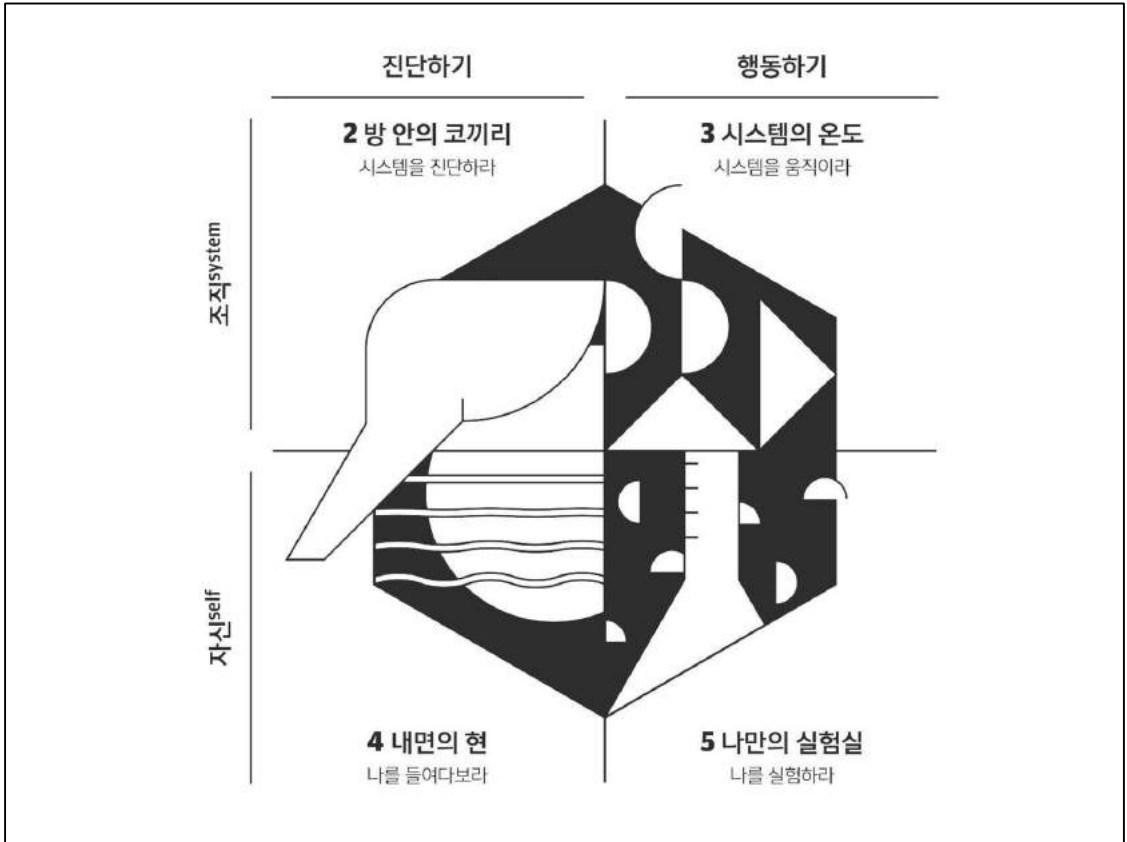 진단하기
행동하기
2 방 안의 코끼리
시스템을 진단하라
3 시스템의 온도
시스템을 움직이라
조직system
자신self
4 내면의 현
나를 들여다보라
5 나만의 실험실
나를 실험하라